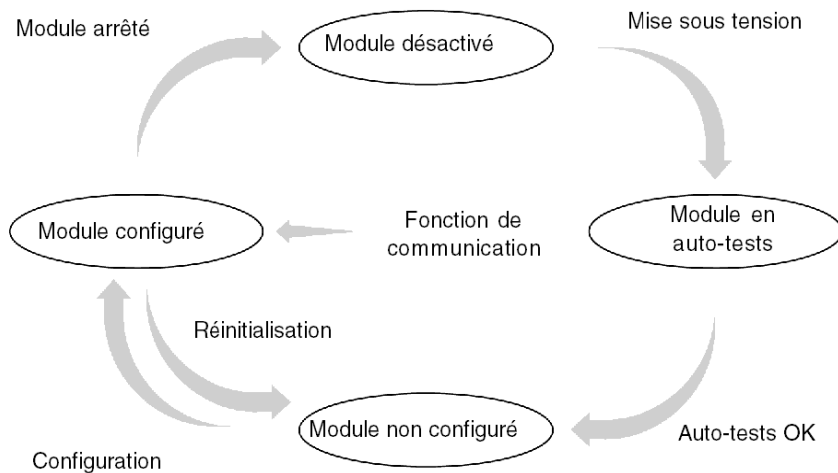 Module arrêté
Module désactivé
Mise sous tension
Module configuré
Fonction de
communication
Module en
auto-tests
Réinitialisation
Module non configuré
Auto-tests OK
Configuration